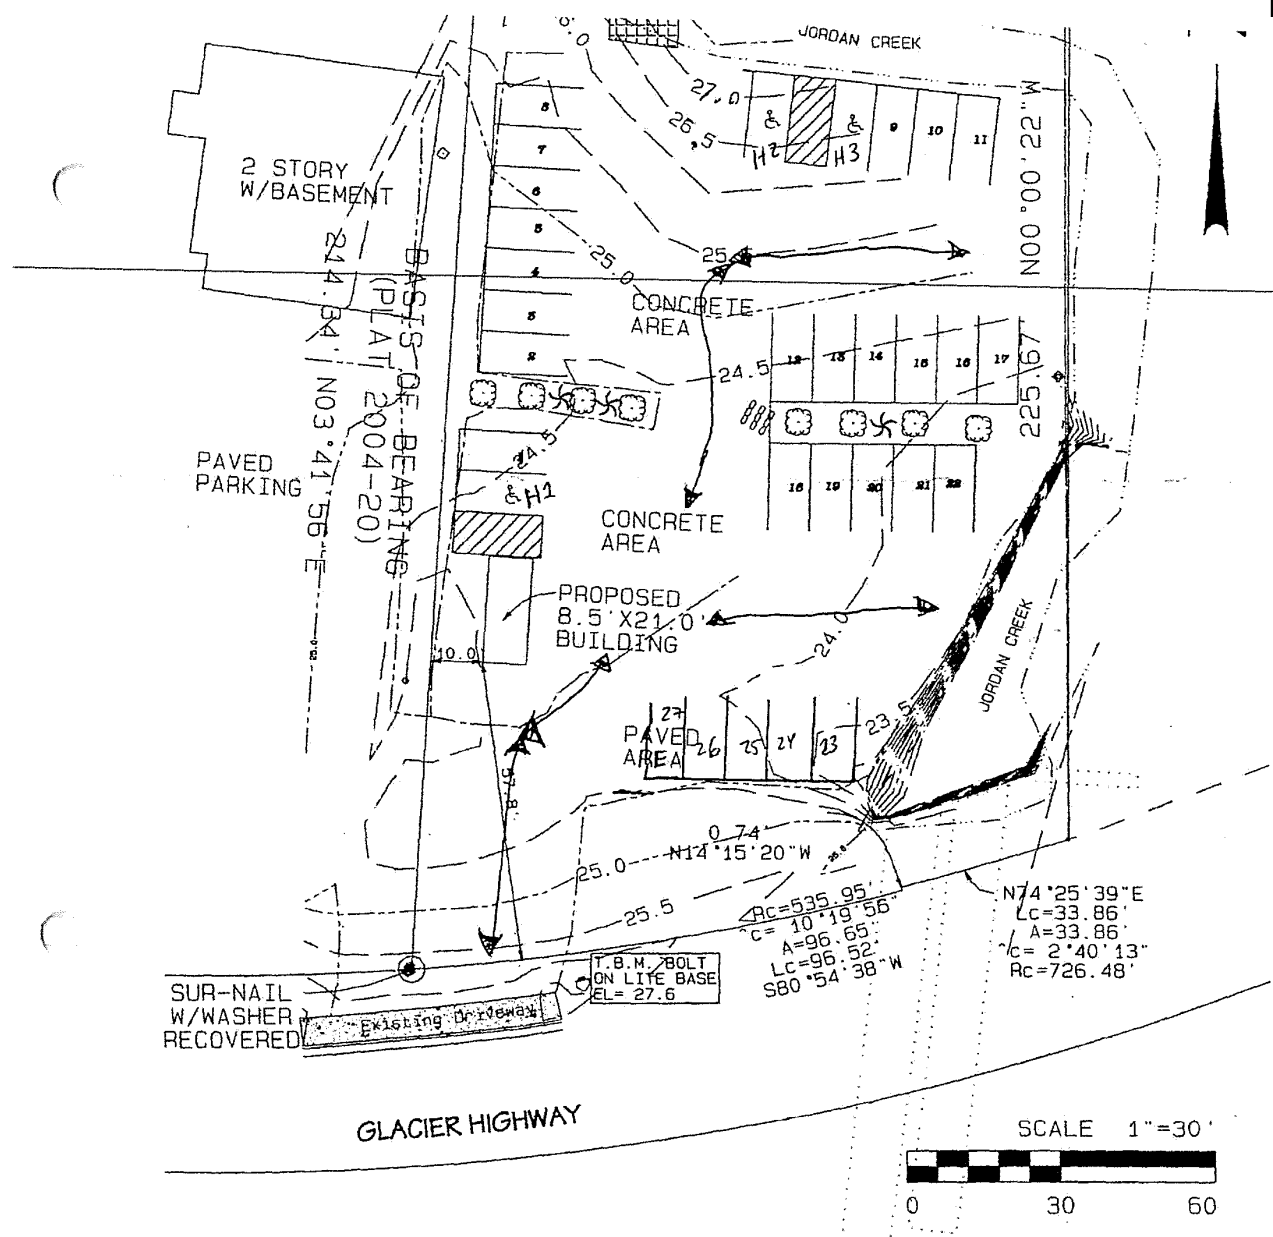 JORDAN CREEK
26.0
27.0
26.5
H2
H3
9
10
11
N00°00'22"W
225.67'
2 STORY
W/BASEMENT
8
7
6
5
4
3
2
25.0
25.5
CONCRETE
AREA
214.84' N03°41'56"E
BASIS OF BEARING
(PLAT 2004-20)
24.5
12
13
14
15
16
17
24.5
PAVED
PARKING
H1
18
19
20
21
22
CONCRETE
AREA
PROPOSED
8.5'X21.0'
BUILDING
10.0
24.0
JORDAN CREEK
27
26
25
24
23
PAVED
AREA
23.5
57.8
0.74'
N14°15'20"W
25.0
25.5
Rc=535.95'
^c= 10°19'56"
A=96.65'
Lc=96.52'
S80°54'38"W
N74°25'39"E
Lc=33.86'
A=33.86'
^c= 2°40'13"
Rc=726.48'
T.B.M. BOLT
ON LITE BASE
EL= 27.6
SUR-NAIL
W/WASHER
RECOVERED
Existing Driveway
GLACIER HIGHWAY
SCALE 1"=30'
0 30 60